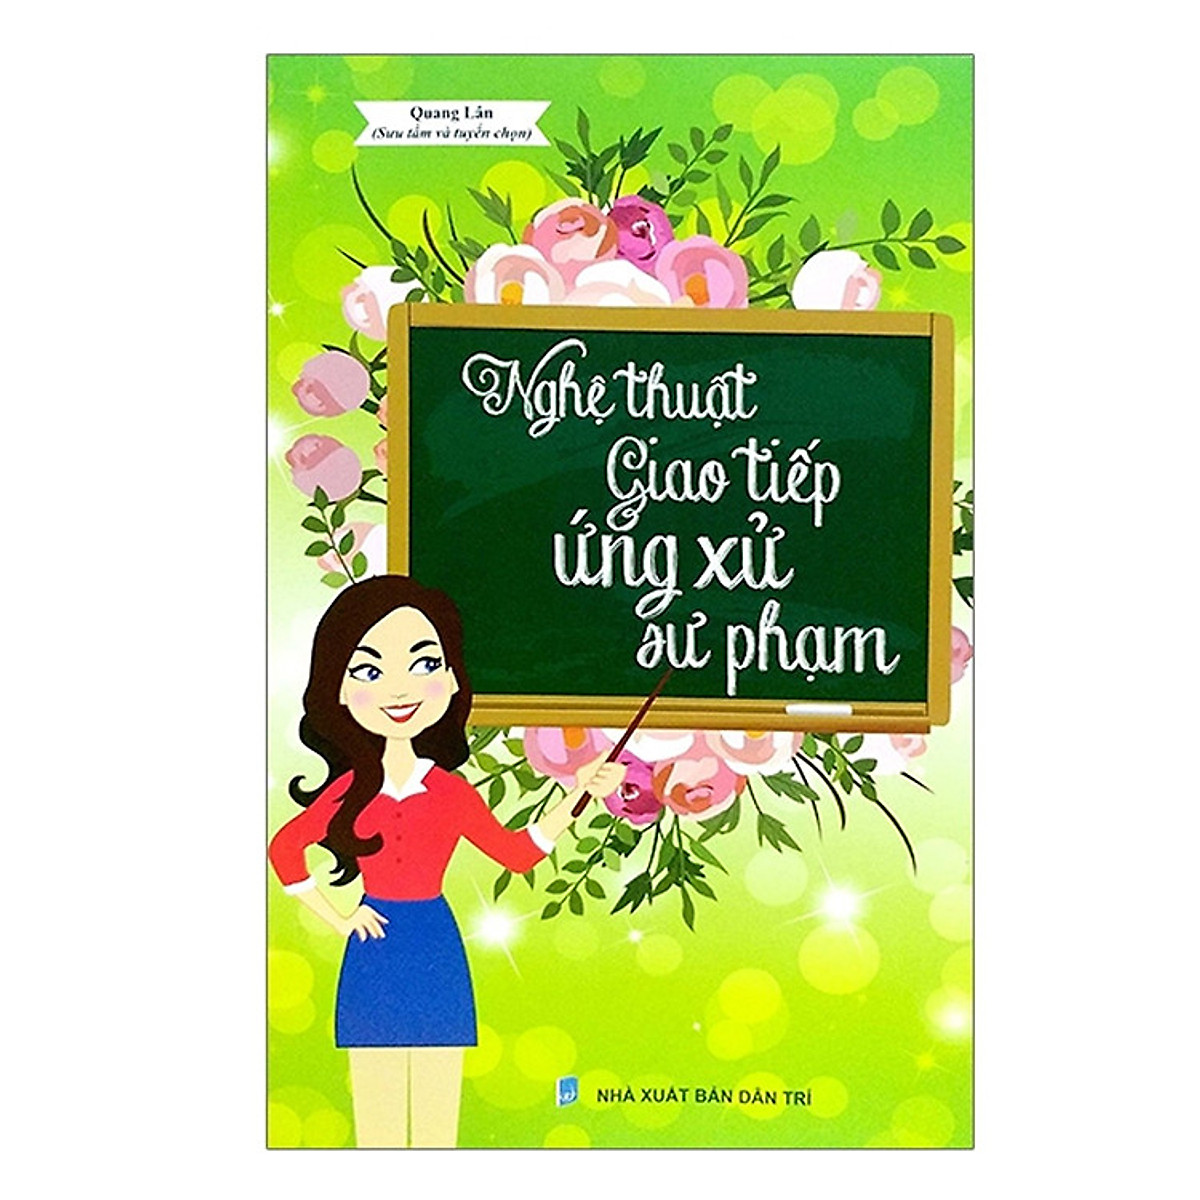 Quang Lân
(Sưu tầm và tuyển chọn)
Nghệ thuật
Giao tiếp
ứng xử
sư phạm
NHÀ XUẤT BẢN DÂN TRÍ